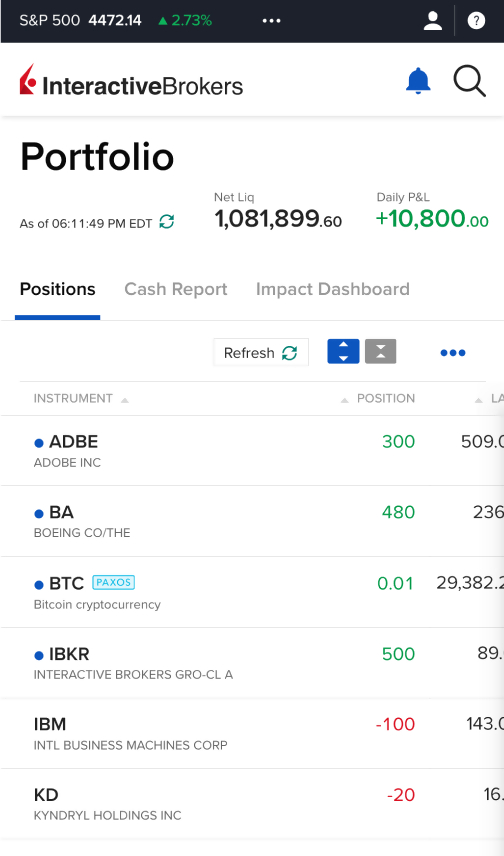 S&P 500 4472.14 ▲ 2.73% •••
?
InteractiveBrokers
Portfolio
Net Liq Daily P&L
As of 06:11:49 PM EDT 1,081,899.60 +10,800.00
Positions Cash Report Impact Dashboard
Refresh •••
INSTRUMENT POSITION LA
ADBE 300 509.0
ADOBE INC
BA 480 236
BOEING CO/THE
BTC PAXOS 0.01 29,382.2
Bitcoin cryptocurrency
IBKR 500 89.
INTERACTIVE BROKERS GRO-CL A
IBM -100 143.0
INTL BUSINESS MACHINES CORP
KD -20 16.
KYNDRYL HOLDINGS INC